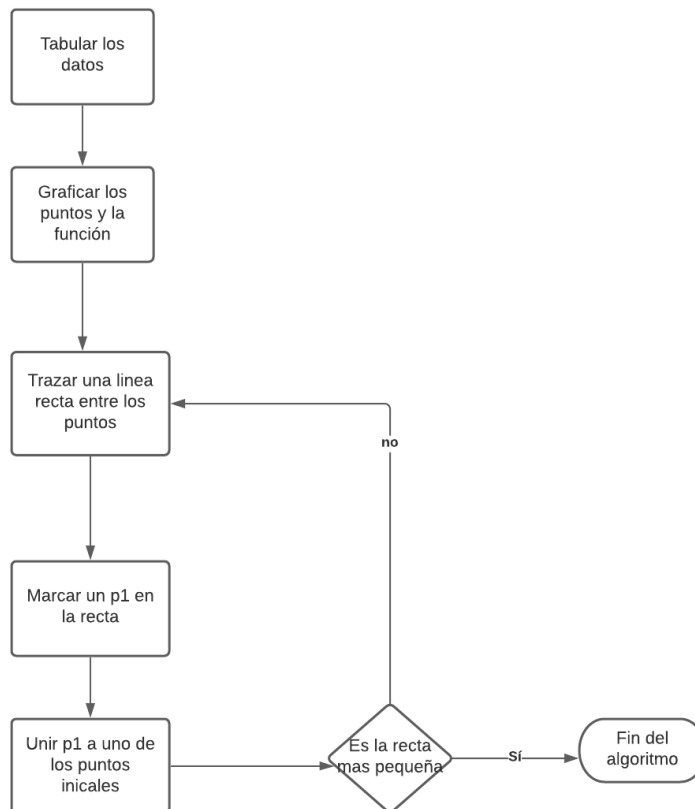 Tabular los
datos
Graficar los
puntos y la
función
Trazar una linea
recta entre los
puntos
no
Marcar un p1 en
la recta
Unir p1 a uno de
los puntos
inicales
Es la recta
mas pequeña
Sí
Fin del
algoritmo